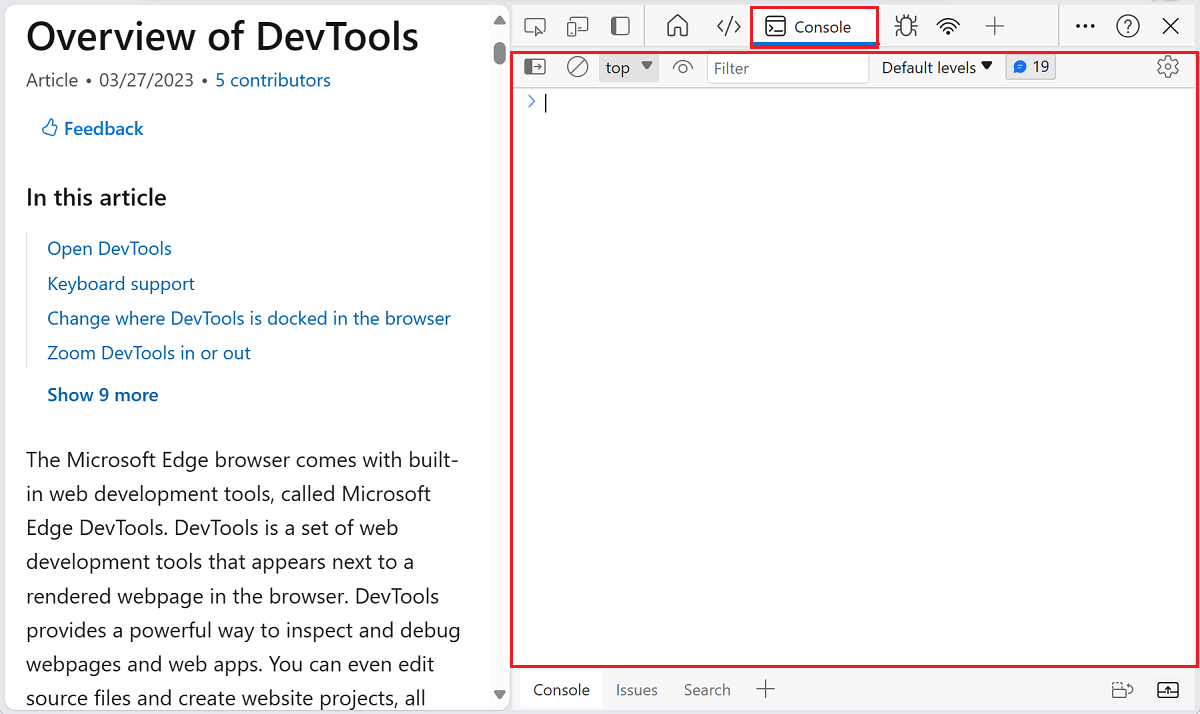 Overview of DevTools
Article • 03/27/2023 • 5 contributors
Feedback
In this article
Open DevTools
Keyboard support
Change where DevTools is docked in the browser
Zoom DevTools in or out
Show 9 more
The Microsoft Edge browser comes with built-
in web development tools, called Microsoft
Edge DevTools. DevTools is a set of web
development tools that appears next to a
rendered webpage in the browser. DevTools
provides a powerful way to inspect and debug
webpages and web apps. You can even edit
source files and create website projects, all
Console
top Filter Default levels 19
Console Issues Search